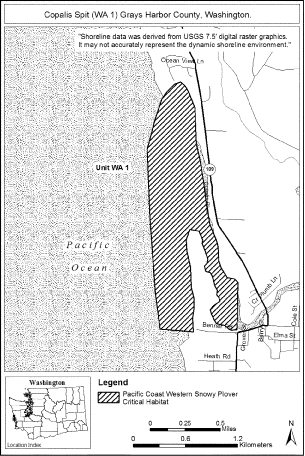 Copalis Spit (WA 1) Grays Harbor County, Washington.
"Shoreline data was derived from USGS 7.5' digital raster graphics.
It may not accurately represent the dynamic shoreline environment."
Ocean View Ln
Unit WA 1
109
Pacific
Ocean
Heath Rd
Elma St
Washington
Location Index
Legend
Pacific Coast Western Snowy Plover
Critical Habitat
0 0.25 0.5
Miles
0 0.6 1.2
Kilometers
N